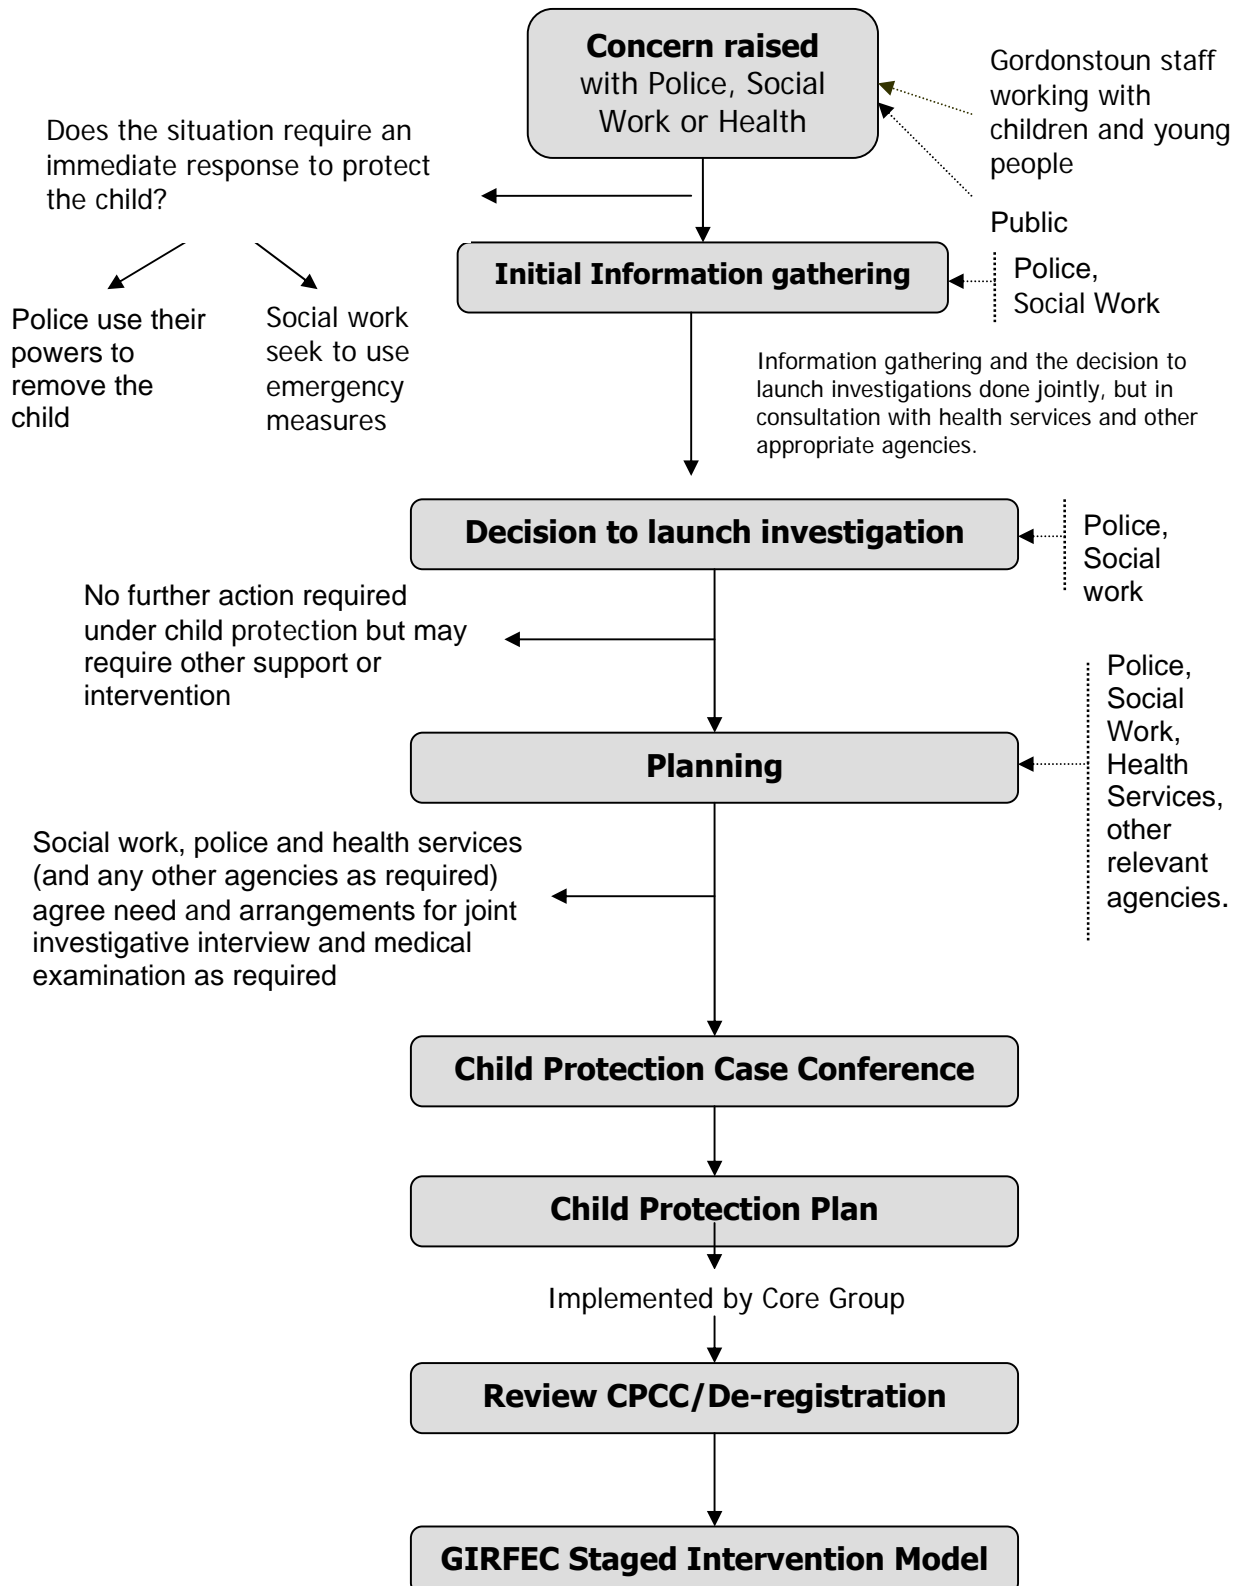 Concern raised
with Police, Social
Work or Health
Gordonstoun staff
working with
children and young
people
Public
Does the situation require an
immediate response to protect
the child?
Police use their
powers to
remove the
child
Social work
seek to use
emergency
measures
Initial Information gathering
Police,
Social Work
Information gathering and the decision to
launch investigations done jointly, but in
consultation with health services and other
appropriate agencies.
Decision to launch investigation
Police,
Social
work
No further action required
under child protection but may
require other support or
intervention
Planning
Police,
Social
Work,
Health
Services,
other
relevant
agencies.
Social work, police and health services
(and any other agencies as required)
agree need and arrangements for joint
investigative interview and medical
examination as required
Child Protection Case Conference
Child Protection Plan
Implemented by Core Group
Review CPCC/De-registration
GIRFEC Staged Intervention Model